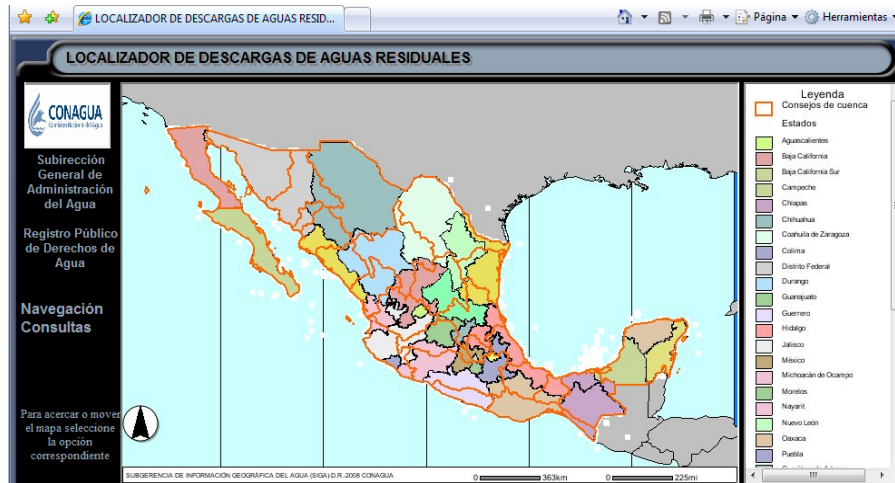 LOCALIZADOR DE DESCARGAS DE AGUAS RESID...
Página
Herramientas
LOCALIZADOR DE DESCARGAS DE AGUAS RESIDUALES
CONAGUA
Comisión Nacional del Agua
Subirección
General de
Administración
del Agua
Registro Público
de Derechos de
Agua
Navegación
Consultas
Para acercar o mover
el mapa seleccione
la opción
correspondiente
SUBGERENCIA DE INFORMACIÓN GEOGRÁFICA DEL AGUA (SIGA)-D.R.-2008 CONAGUA
0 363km
0 225mi
Leyenda
Consejos de cuenca
Estados
Aguascalientes
Baja California
Baja California Sur
Campeche
Chiapas
Chihuahua
Coahuila de Zaragoza
Colima
Distrito Federal
Durango
Guanajuato
Guerrero
Hidalgo
Jalisco
México
Michoacán de Ocampo
Morelos
Nayarit
Nuevo León
Oaxaca
Puebla